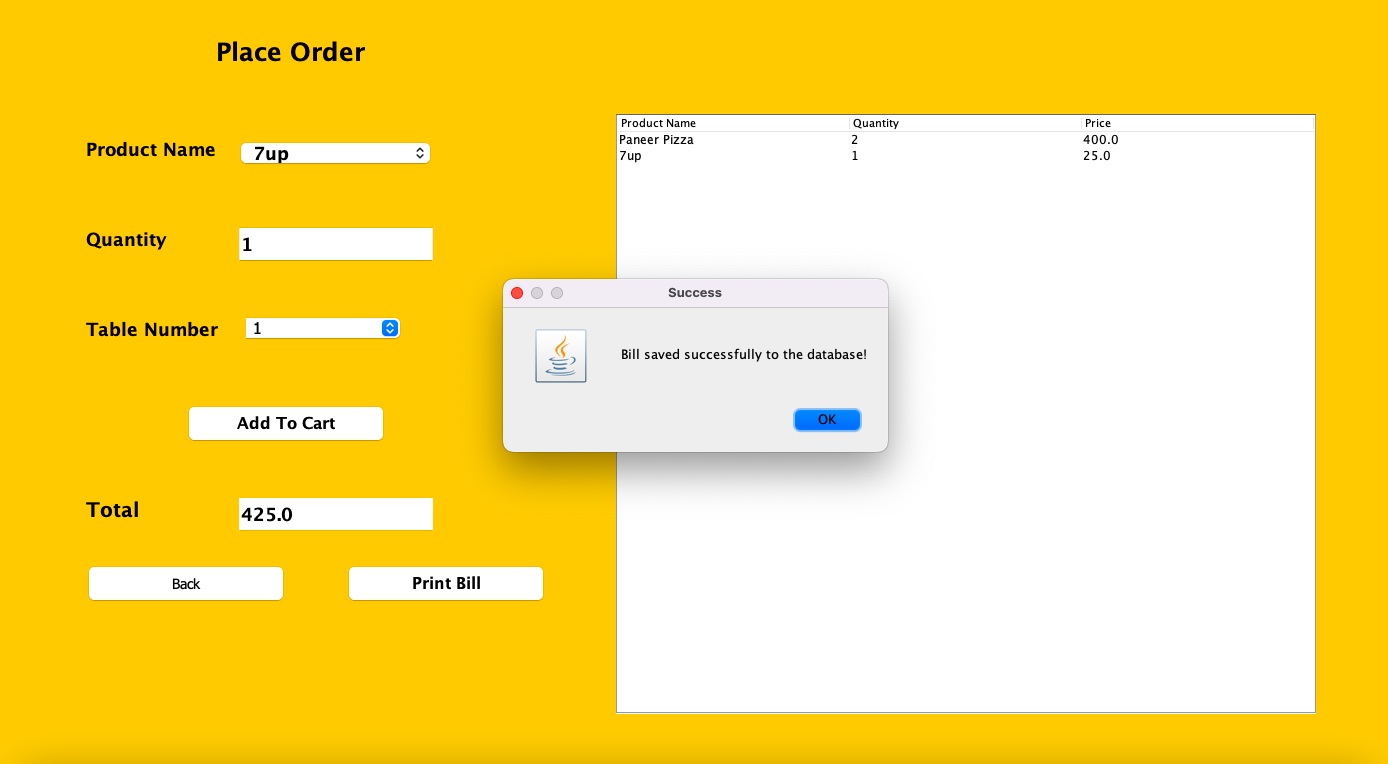 Place Order
Product Name 7up
Quantity 1
Table Number 1
Add To Cart
Total 425.0
Back Print Bill
Product Name Quantity Price
Paneer Pizza 2 400.0
7up 1 25.0
Success
Bill saved successfully to the database!
OK